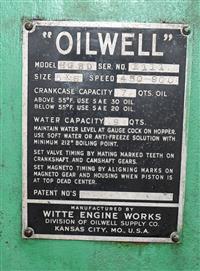 "OILWELL"
MODEL SER. NO.
SIZE SPEED
CRANKCASE CAPACITY QTS. OIL
ABOVE 55°F. USE SAE 30 OIL
BELOW 55°F. USE SAE 20 OIL
WATER CAPACITY QTS.
MAINTAIN WATER LEVEL AT GAUGE COCK ON HOPPER.
USE SOFT WATER OR ANTI-FREEZE SOLUTION WITH
MINIMUM 212° BOILING POINT.
SET VALVE TIMING BY MATING MARKED TEETH ON
CRANKSHAFT, AND CAMSHAFT GEARS.
SET MAGNETO TIMING BY ALIGNING MARKS ON
MAGNETO GEAR AND HOUSING WHEN PISTON IS
AT TOP DEAD CENTER.
PATENT NO'S
MANUFACTURED BY
WITTE ENGINE WORKS
DIVISION OF OILWELL SUPPLY CO.
KANSAS CITY, MO., U.S.A.